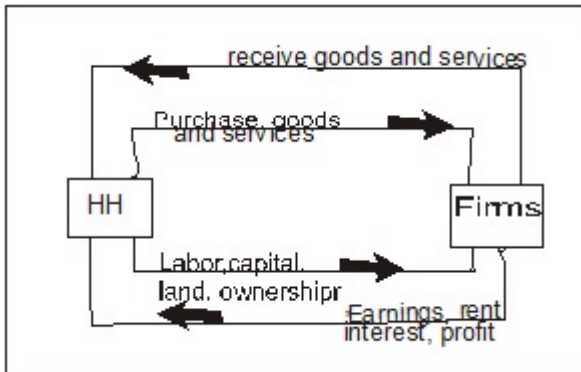 receive goods and services
Purchase, goods
and services
HH
Firms
Labor,capital,
land, ownershipr
Earnings, rent
interest, profit